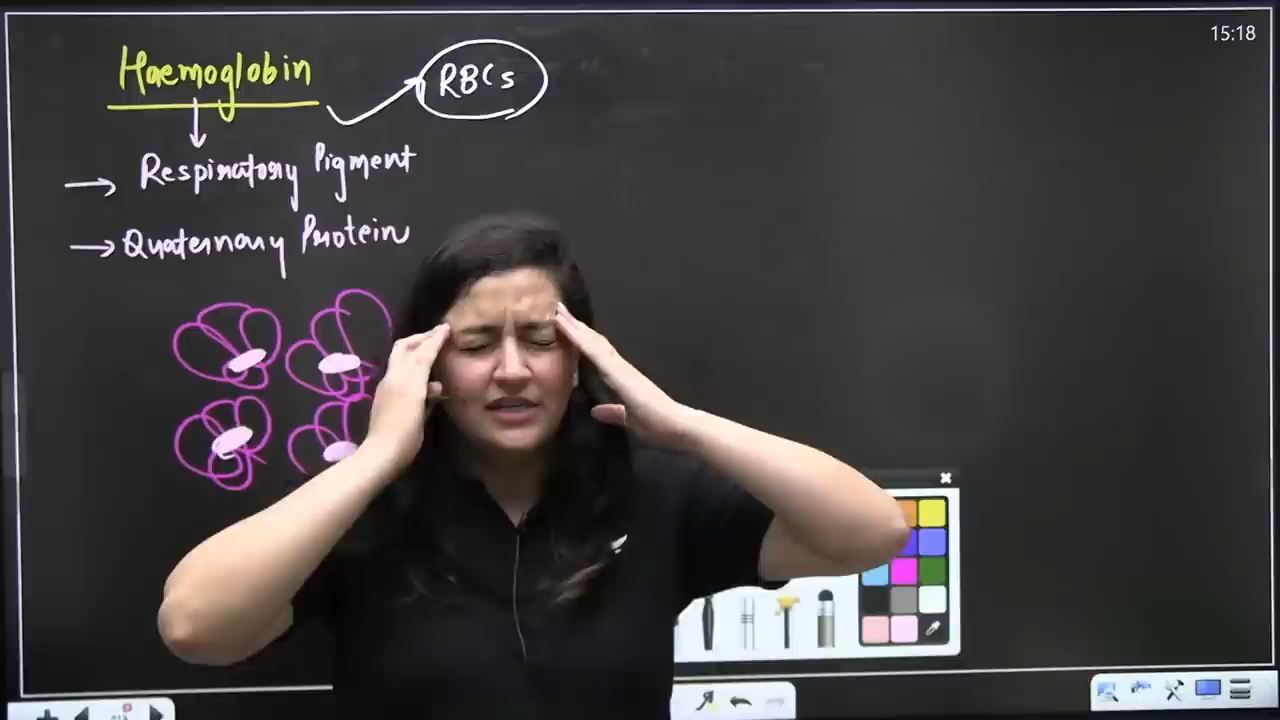 15:18
Haemoglobin
RBCs
Respiratory Pigment
Quaternary Protein